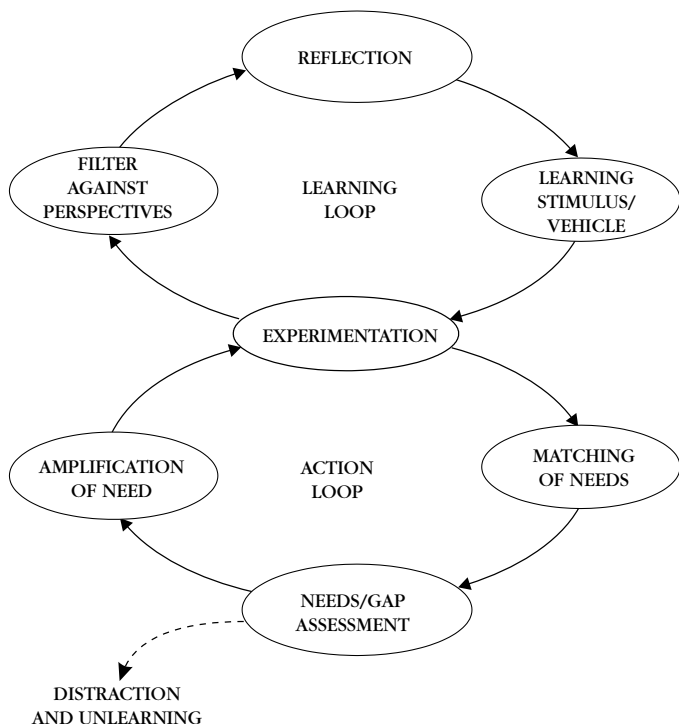 REFLECTION
FILTER
AGAINST
PERSPECTIVES
LEARNING
LOOP
LEARNING
STIMULUS/
VEHICLE
EXPERIMENTATION
AMPLIFICATION
OF NEED
ACTION
LOOP
MATCHING
OF NEEDS
NEEDS/GAP
ASSESSMENT
DISTRACTION
AND UNLEARNING